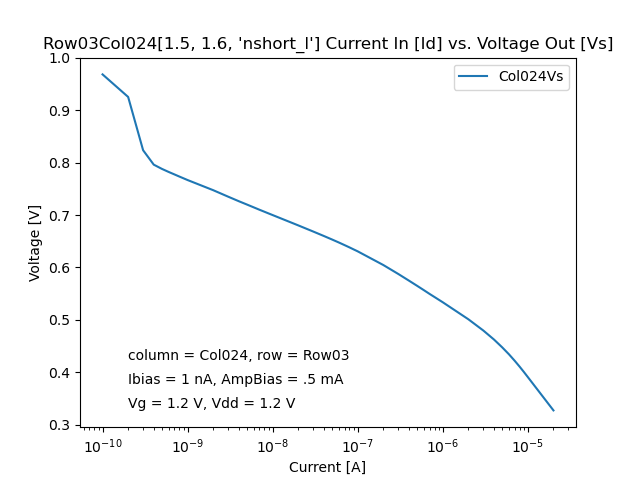 Row03Col024[1.5, 1.6, 'nshort_l'] Current In [Id] vs. Voltage Out [Vs]
Col024Vs
1.0
0.9
0.8
0.7
0.6
0.5
0.4
0.3
Voltage [V]
column = Col024, row = Row03
Ibias = 1 nA, AmpBias = .5 mA
Vg = 1.2 V, Vdd = 1.2 V
10⁻¹⁰ 10⁻⁹ 10⁻⁸ 10⁻⁷ 10⁻⁶ 10⁻⁵
Current [A]